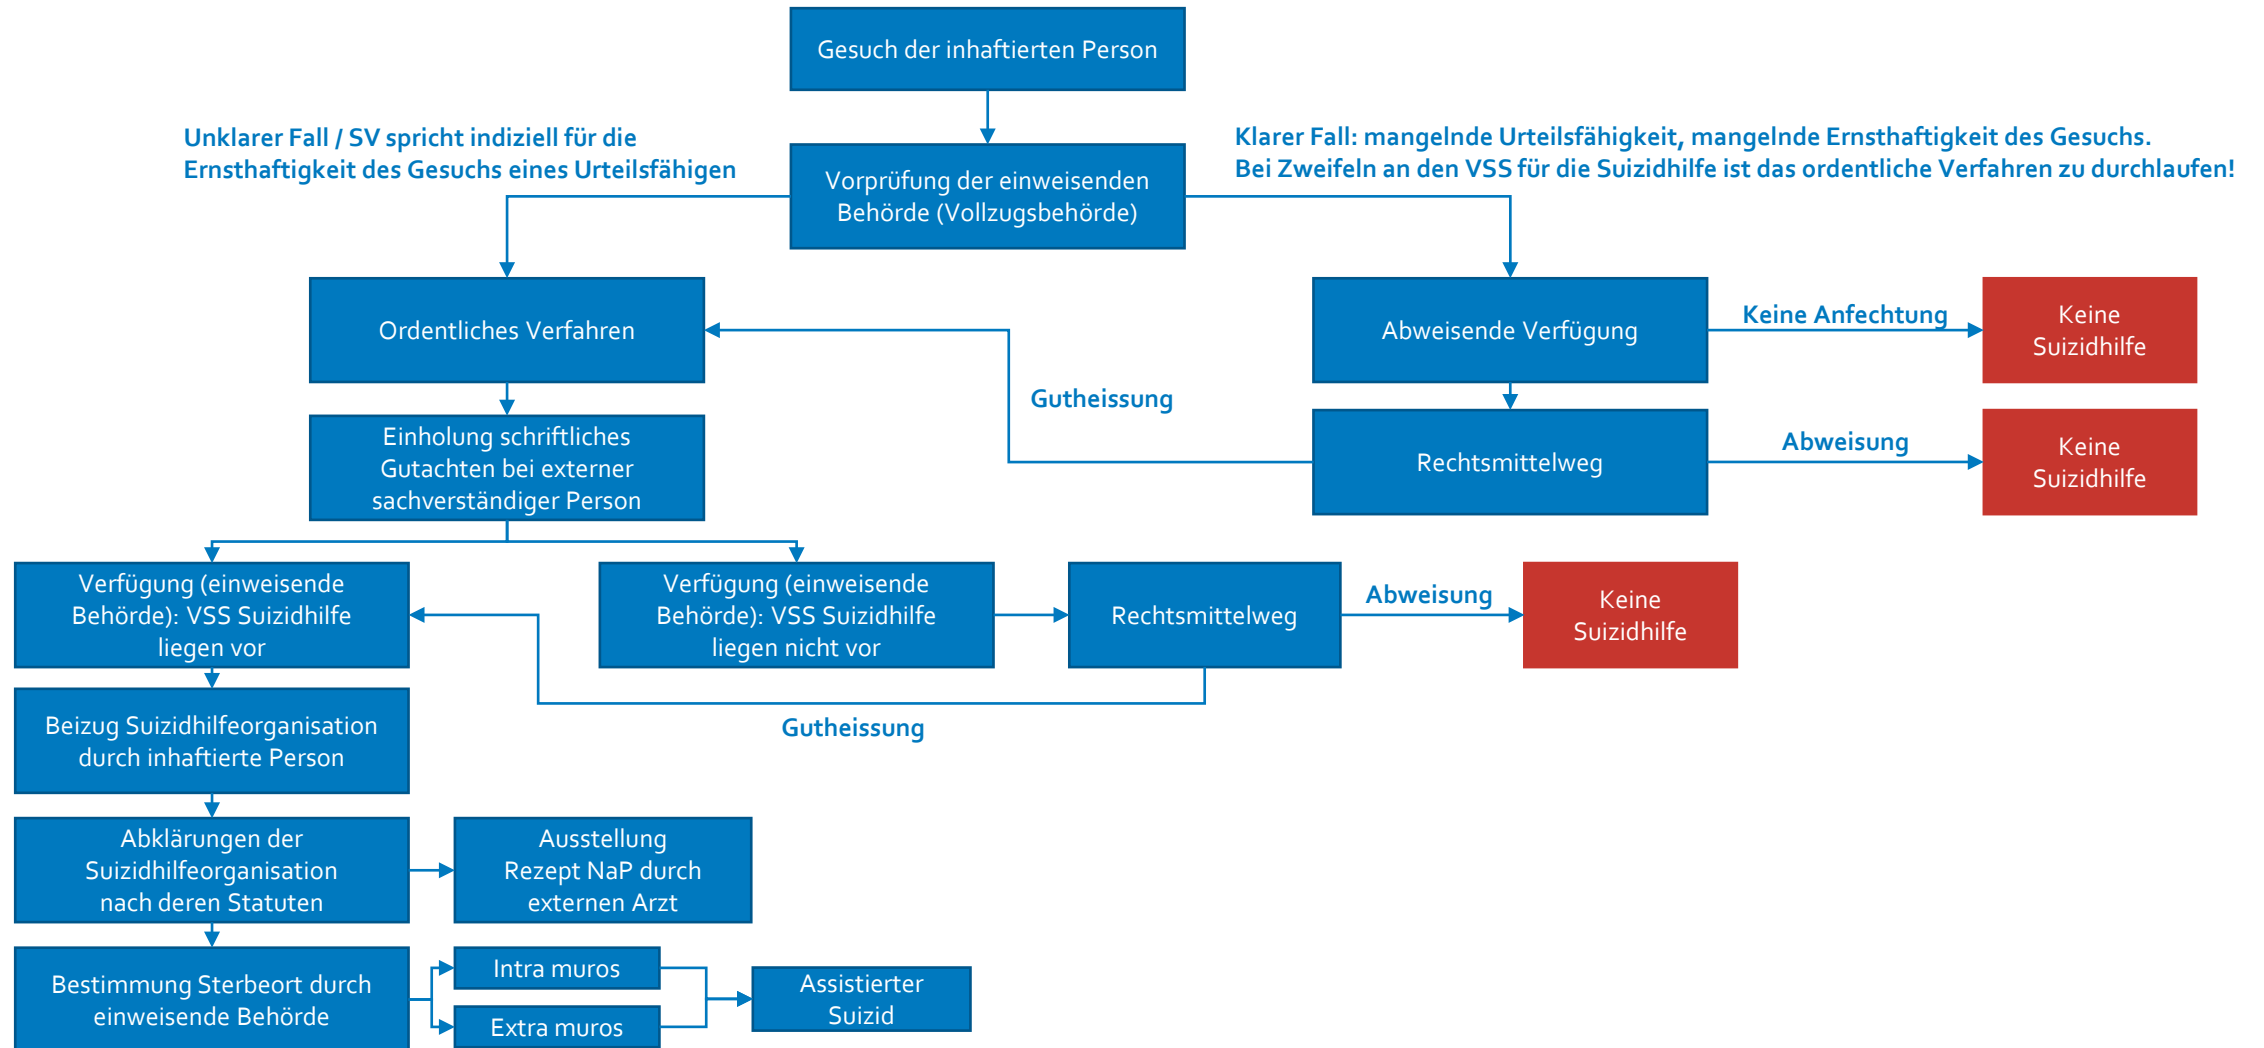 Gesuch der inhaftierten Person
Unklarer Fall / SV spricht indiziell für die
Ernsthaftigkeit des Gesuchs eines Urteilsfähigen
Klarer Fall: mangelnde Urteilsfähigkeit, mangelnde Ernsthaftigkeit des Gesuchs.
Bei Zweifeln an den VSS für die Suizidhilfe ist das ordentliche Verfahren zu durchlaufen!
Vorprüfung der einweisenden
Behörde (Vollzugsbehörde)
Ordentliches Verfahren
Abweisende Verfügung
Keine Anfechtung
Keine
Suizidhilfe
Gutheissung
Einholung schriftliches
Gutachten bei externer
sachverständiger Person
Rechtsmittelweg
Abweisung
Keine
Suizidhilfe
Verfügung (einweisende
Behörde): VSS Suizidhilfe
liegen vor
Verfügung (einweisende
Behörde): VSS Suizidhilfe
liegen nicht vor
Rechtsmittelweg
Abweisung
Keine
Suizidhilfe
Gutheissung
Beizug Suizidhilfeorganisation
durch inhaftierte Person
Abklärungen der
Suizidhilfeorganisation
nach deren Statuten
Ausstellung
Rezept NaP durch
externen Arzt
Bestimmung Sterbeort durch
einweisende Behörde
Intra muros
Extra muros
Assistierter
Suizid